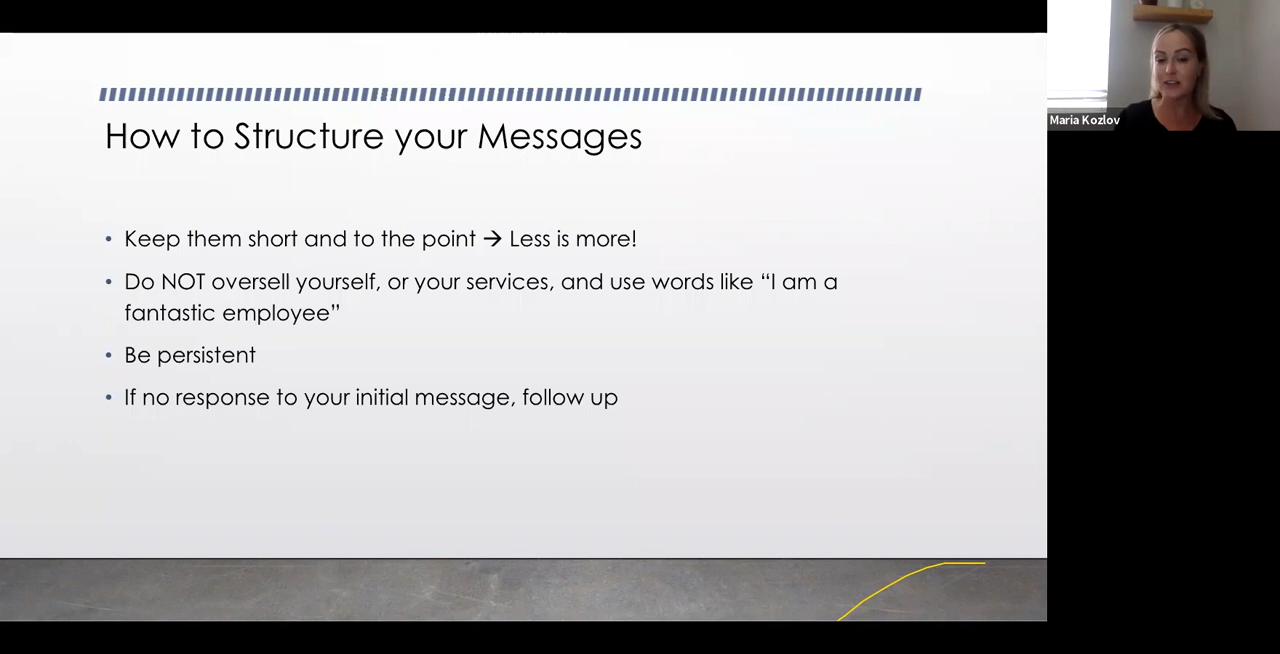 How to Structure your Messages
• Keep them short and to the point → Less is more!
• Do NOT oversell yourself, or your services, and use words like “I am a
fantastic employee”
• Be persistent
• If no response to your initial message, follow up
Maria Kozlov